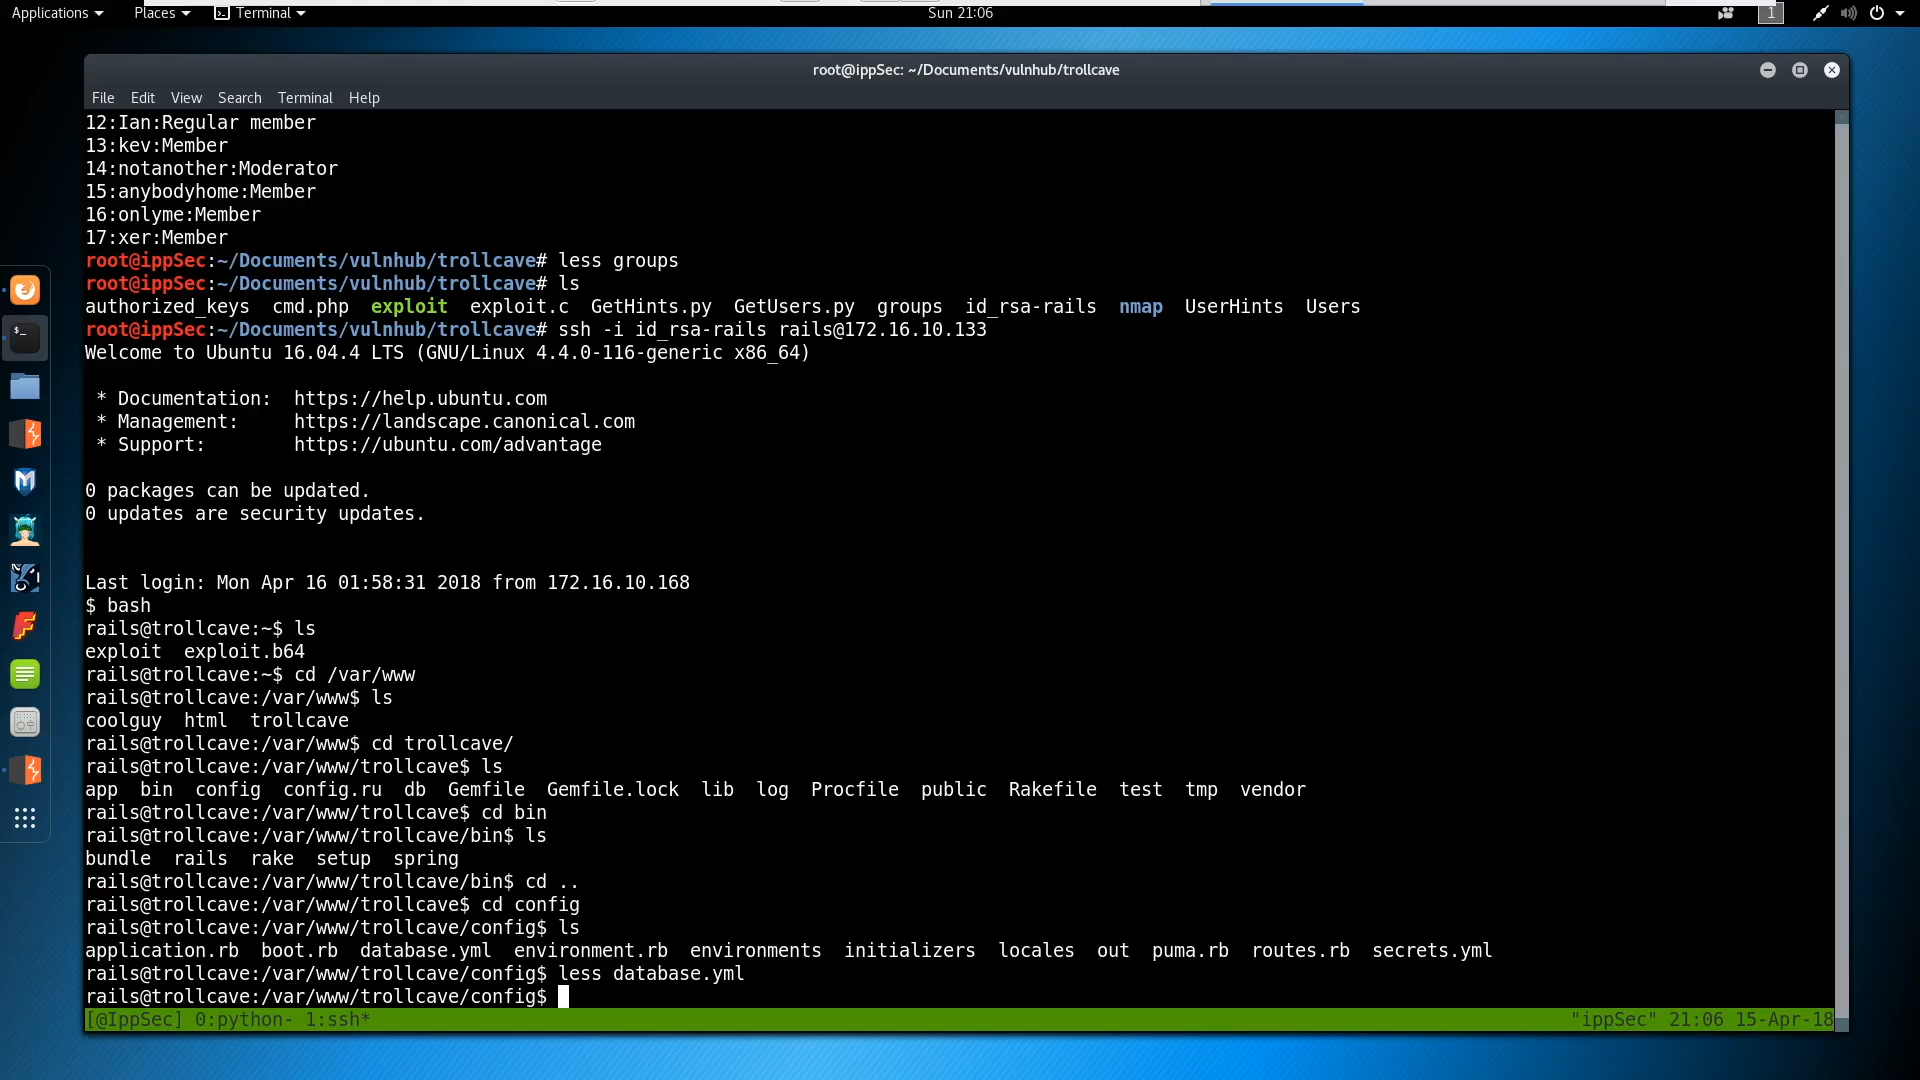 Applications Places Terminal Sun 21:06 1
root@ippSec: ~/Documents/vulnhub/trollcave
File Edit View Search Terminal Help
12:Ian:Regular member
13:kev:Member
14:notanother:Moderator
15:anybodyhome:Member
16:onlyme:Member
17:xer:Member
root@ippSec:~/Documents/vulnhub/trollcave# less groups
root@ippSec:~/Documents/vulnhub/trollcave# ls
authorized_keys  cmd.php  exploit  exploit.c  GetHints.py  GetUsers.py  groups  id_rsa-rails  nmap  UserHints  Users
root@ippSec:~/Documents/vulnhub/trollcave# ssh -i id_rsa-rails rails@172.16.10.133
Welcome to Ubuntu 16.04.4 LTS (GNU/Linux 4.4.0-116-generic x86_64)
* Documentation:  https://help.ubuntu.com
* Management:     https://landscape.canonical.com
* Support:        https://ubuntu.com/advantage
0 packages can be updated.
0 updates are security updates.
Last login: Mon Apr 16 01:58:31 2018 from 172.16.10.168
$ bash
rails@trollcave:~$ ls
exploit  exploit.b64
rails@trollcave:~$ cd /var/www
rails@trollcave:/var/www$ ls
coolguy  html  trollcave
rails@trollcave:/var/www$ cd trollcave/
rails@trollcave:/var/www/trollcave$ ls
app  bin  config  config.ru  db  Gemfile  Gemfile.lock  lib  log  Procfile  public  Rakefile  test  tmp  vendor
rails@trollcave:/var/www/trollcave$ cd bin
rails@trollcave:/var/www/trollcave/bin$ ls
bundle  rails  rake  setup  spring
rails@trollcave:/var/www/trollcave/bin$ cd ..
rails@trollcave:/var/www/trollcave$ cd config
rails@trollcave:/var/www/trollcave/config$ ls
application.rb  boot.rb  database.yml  environment.rb  environments  initializers  locales  out  puma.rb  routes.rb  secrets.yml
rails@trollcave:/var/www/trollcave/config$ less database.yml
rails@trollcave:/var/www/trollcave/config$
[@IppSec] 0:python- 1:ssh* "ippSec" 21:06 15-Apr-18